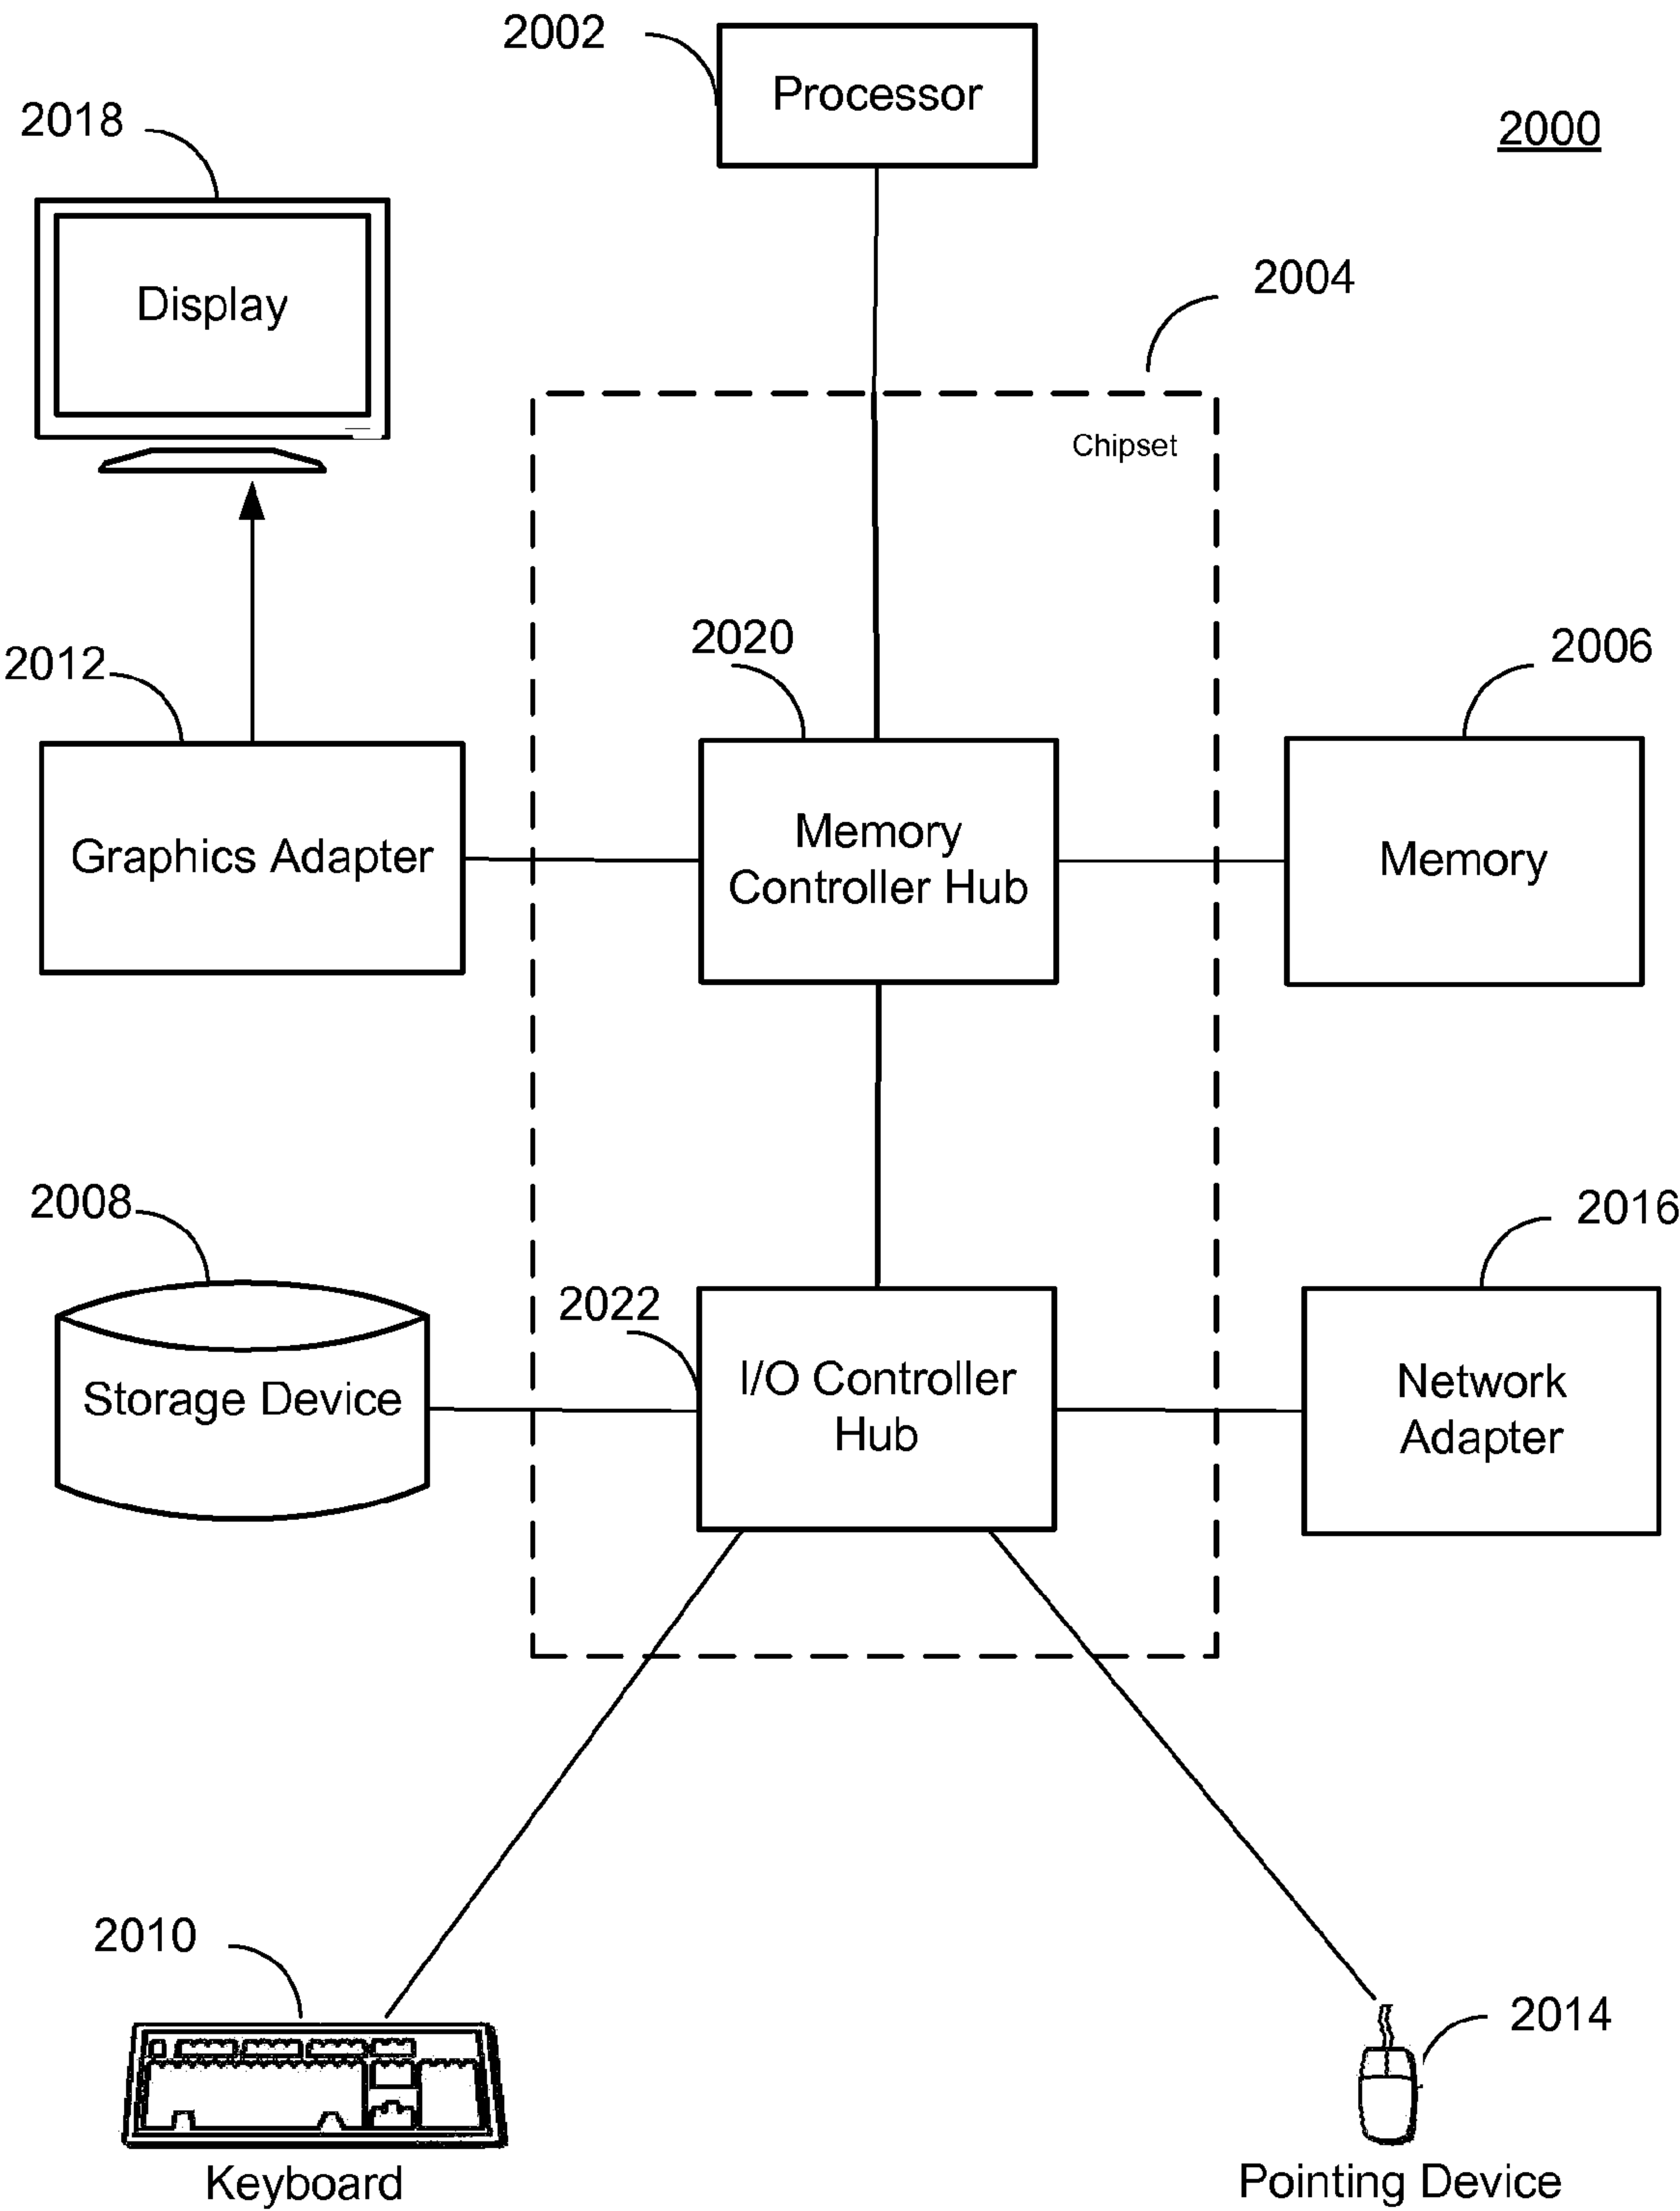 2002
Processor
2018
2000
Display
2004
Chipset
2020
2012
2006
Memory
Controller Hub
Graphics Adapter
Memory
2008
2016
2022
I/O Controller
Hub
Storage Device
Network
Adapter
2010
2014
Keyboard
Pointing Device